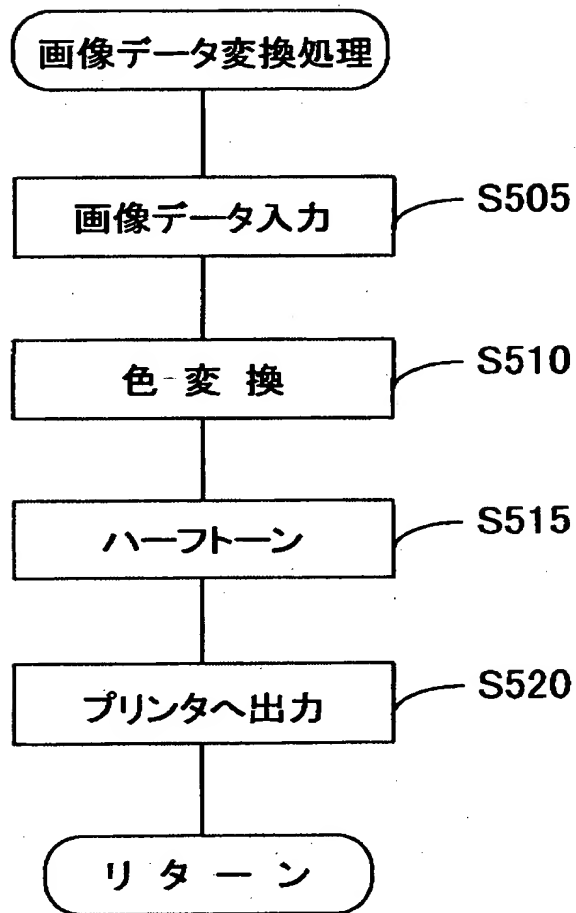 画像データ変換処理
画像データ入力
S505
色変換
S510
ハーフトーン
S515
プリンタへ出力
S520
リターン